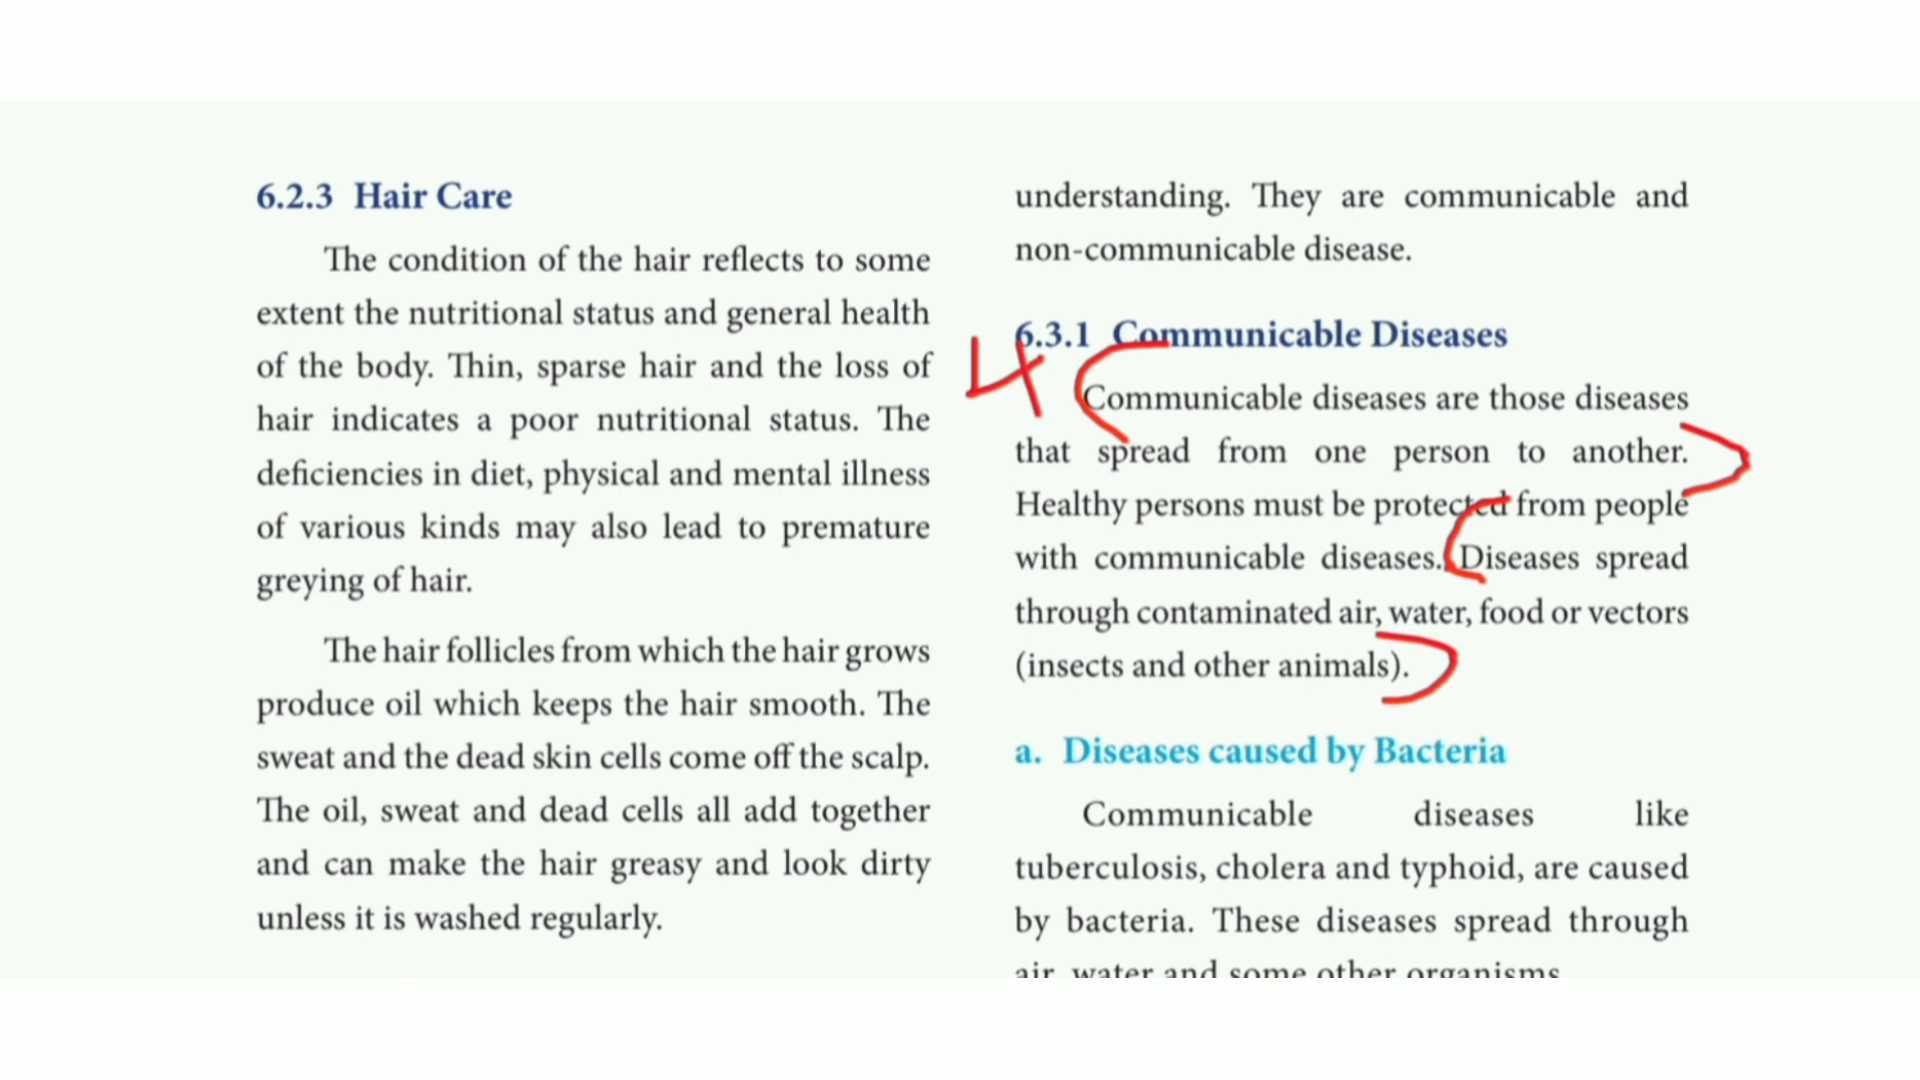 6.2.3 Hair Care
The condition of the hair reflects to some
extent the nutritional status and general health
of the body. Thin, sparse hair and the loss of
hair indicates a poor nutritional status. The
deficiencies in diet, physical and mental illness
of various kinds may also lead to premature
greying of hair.
The hair follicles from which the hair grows
produce oil which keeps the hair smooth. The
sweat and the dead skin cells come off the scalp.
The oil, sweat and dead cells all add together
and can make the hair greasy and look dirty
unless it is washed regularly.
understanding. They are communicable and
non-communicable disease.
6.3.1 Communicable Diseases
4
Communicable diseases are those diseases
that spread from one person to another.
Healthy persons must be protected from people
with communicable diseases. Diseases spread
through contaminated air, water, food or vectors
(insects and other animals).
a. Diseases caused by Bacteria
Communicable diseases like
tuberculosis, cholera and typhoid, are caused
by bacteria. These diseases spread through
air, water and some other organisms